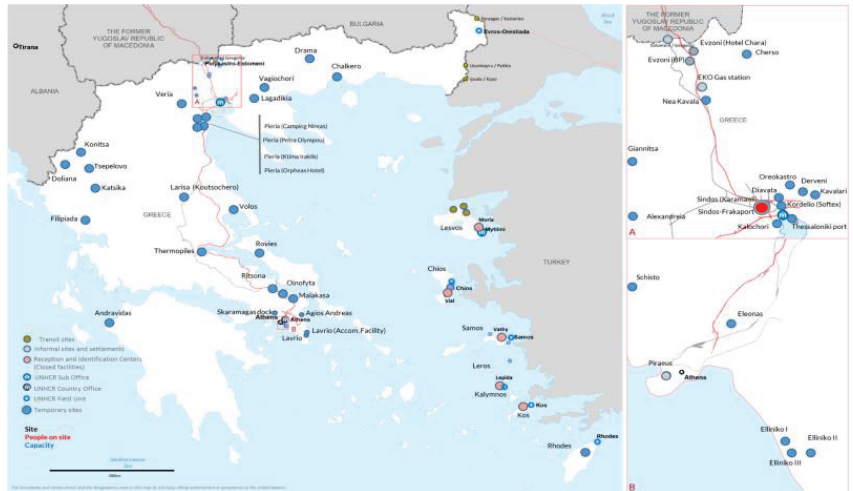 THE FORMER
YUGOSLAV REPUBLIC
OF MACEDONIA
BULGARIA
Black
Sea
Tirana
ALBANIA
Evros-Orestiada
Drama
Chalkero
Vagiochori
Lagadikia
Veria
A
Polykastro-Eidomeni
Pieria (Camping Nireas)
Pieria (Petra Olympou)
Pieria (Ktima Iraklis)
Pieria (Orpheas Hotel)
Konitsa
Doliana
Tsepelovo
Katsika
Filipiada
Larisa (Koutsochero)
Volos
GREECE
Thermopiles
Rovies
Ritsona
Oinofyta
Malakasa
Skaramagas dock
Agios Andreas
Athens
Athens
B
Lavrio
Lavrio (Accom. Facility)
Andravidas
Lesvos
Moria
Mytilini
Chios
Chios
Vial
TURKEY
Samos
Vathy
Samos
Leros
Lepida
Kalymnos
Kos
Kos
Rhodes
Rhodes
Transit sites
Informal sites and settlements
Reception and Identification Centers
(Closed facilities)
UNHCR Sub Office
UNHCR Country Office
UNHCR Field Unit
Temporary sites
Site
People on site
Capacity
Mediterranean
Sea
THE FORMER
YUGOSLAV REPUBLIC
OF MACEDONIA
Evzoni (Hotel Chara)
Evzoni (BP)
Cherso
EKO Gas station
Nea Kavala
GREECE
Giannitsa
Oreokastro
Derveni
Diavata
Kavalari
Sindos (Karamanli)
Kordelio (Softex)
Sindos-Frakaport
Alexandreia
Kalochori
Thessaloniki port
A
Schisto
Eleonas
Piraeus
Athens
Elliniko I
Elliniko II
Elliniko III
B